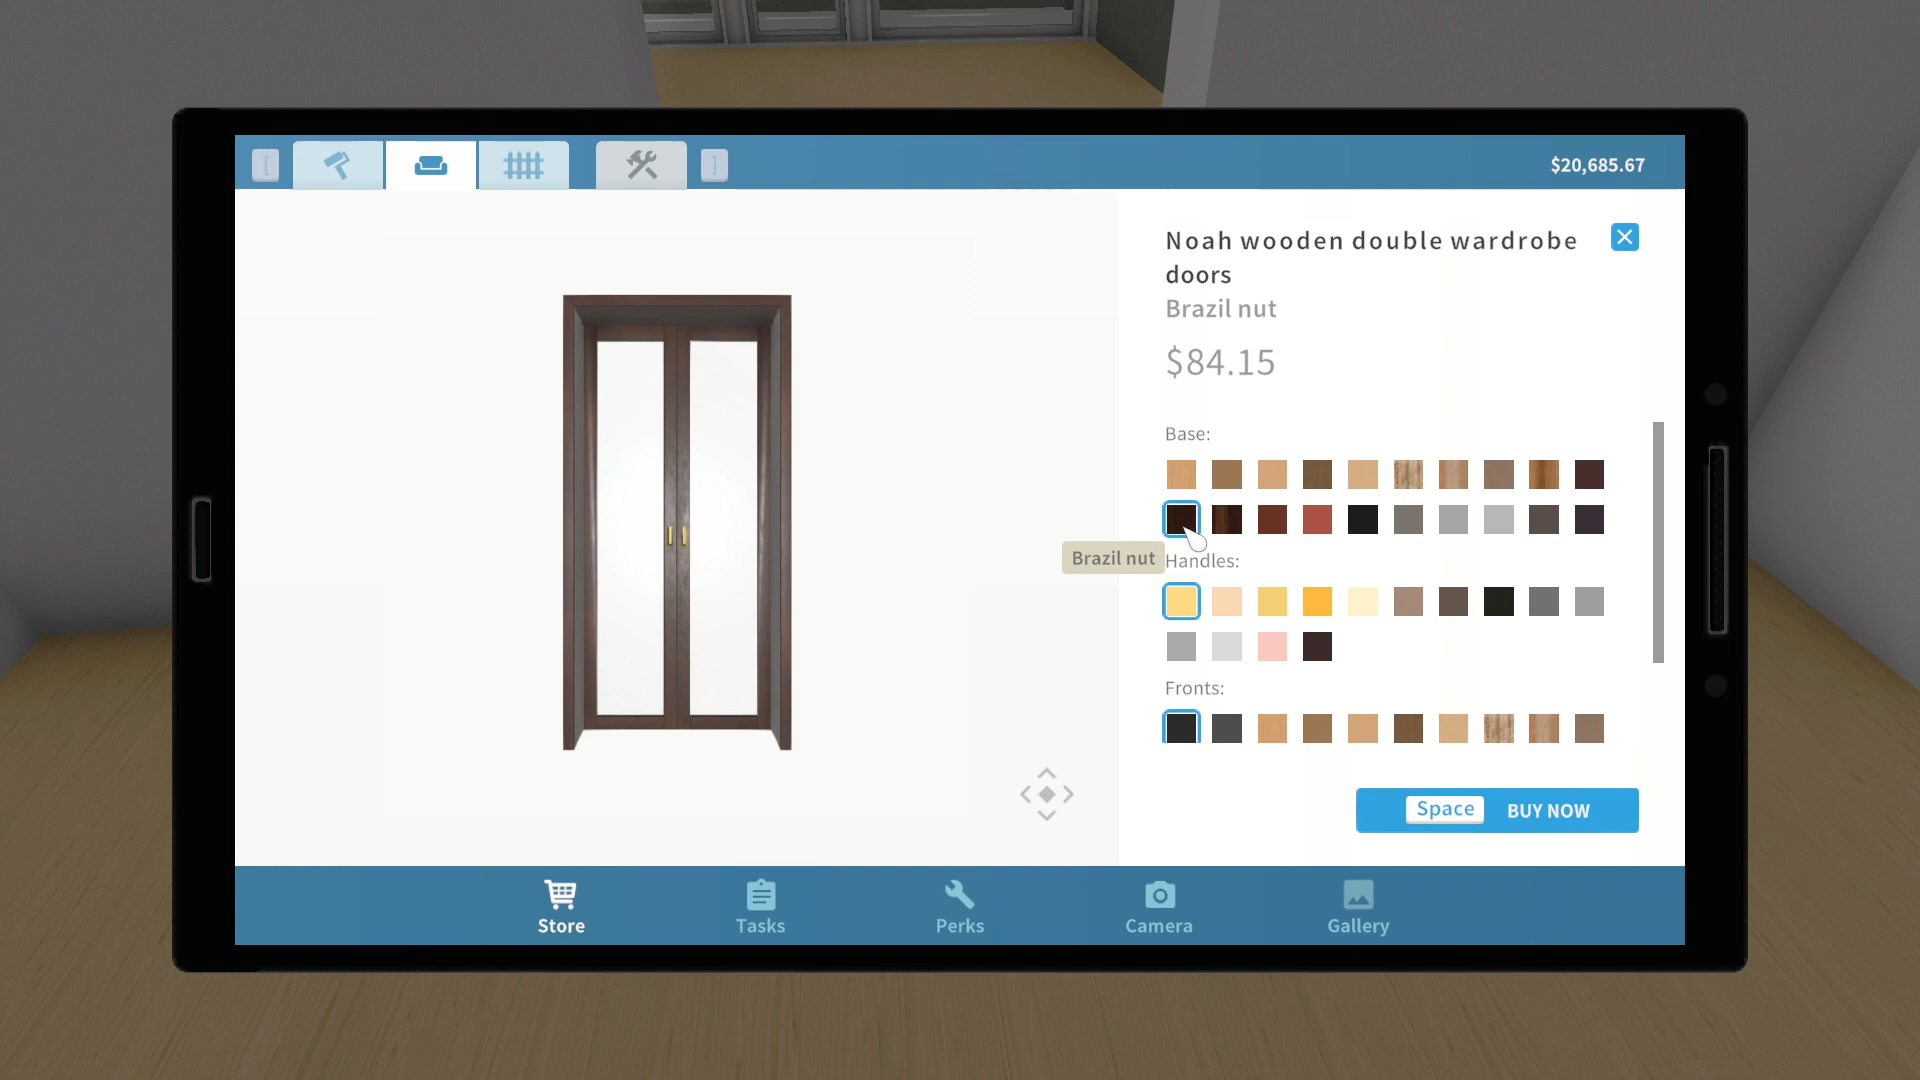 [
]
$20,685.67
Noah wooden double wardrobe
doors
Brazil nut
$84.15
Base:
Brazil nut
Handles:
Fronts:
Space BUY NOW
Store
Tasks
Perks
Camera
Gallery